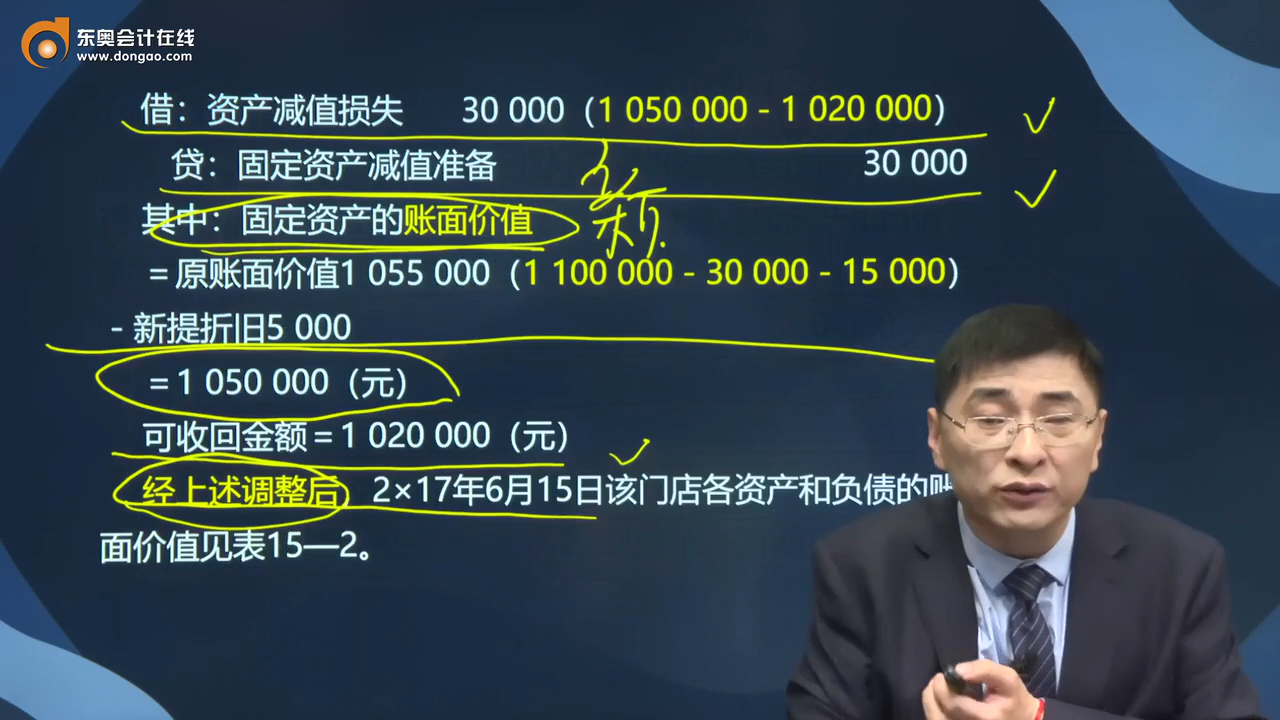 东奥会计在线
www.dongao.com
借：资产减值损失 30 000（1 050 000 - 1 020 000）
贷：固定资产减值准备 30 000
其中：固定资产的账面价值
＝原账面价值1 055 000（1 100 000 - 30 000 - 15 000）
- 新提折旧5 000
＝1 050 000（元）
可收回金额＝1 020 000（元）
经上述调整后，2×17年6月15日该门店各资产和负债的账
面价值见表15—2。